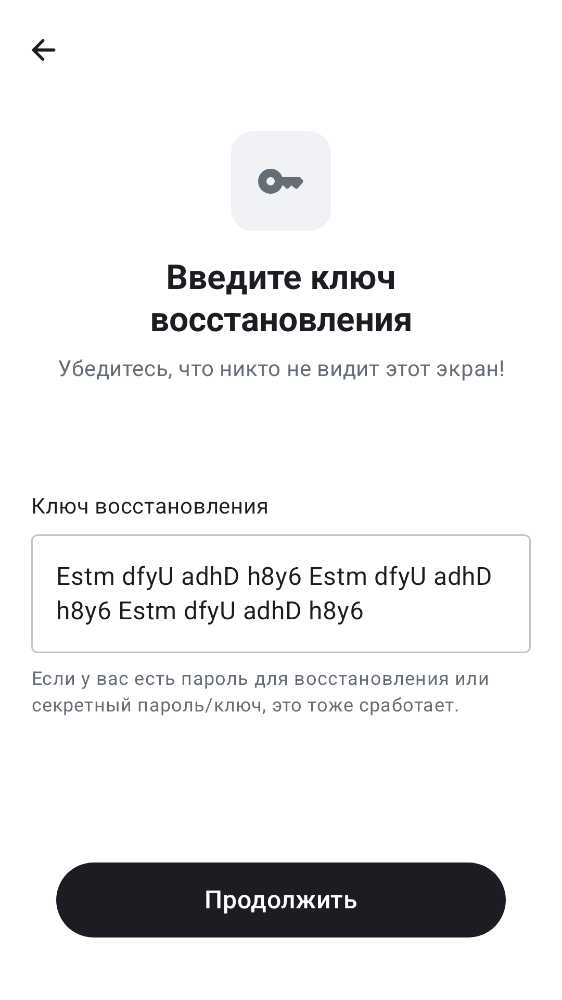 Введите ключ
восстановления
Убедитесь, что никто не видит этот экран!
Ключ восстановления
Estm dfyU adhD h8y6 Estm dfyU adhD
h8y6 Estm dfyU adhD h8y6
Если у вас есть пароль для восстановления или
секретный пароль/ключ, это тоже сработает.
Продолжить